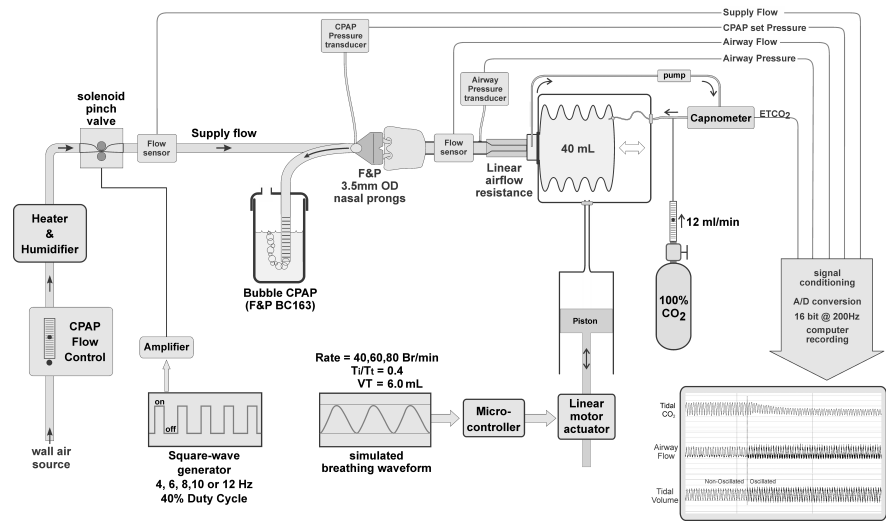 Supply Flow
CPAP set Pressure
Airway Flow
Airway Pressure
CPAP
Pressure
transducer
Airway
Pressure
transducer
pump
Capnometer
ETCO2
solenoid
pinch
valve
Flow
sensor
Supply flow
F&P
3.5mm OD
nasal prongs
Flow
sensor
Linear
airflow
resistance
40 mL
12 ml/min
100%
CO2
Heater
&
Humidifier
CPAP
Flow
Control
wall air
source
Bubble CPAP
(F&P BC163)
Amplifier
on
off
Square-wave
generator
4, 6, 8,10 or 12 Hz
40% Duty Cycle
Rate = 40,60,80 Br/min
Ti/Tt = 0.4
VT = 6.0 mL
simulated
breathing waveform
Micro-
controller
Piston
Linear
motor
actuator
signal
conditioning
A/D conversion
16 bit @ 200Hz
computer
recording
Tidal
CO2
Airway
Flow
Non-Oscillated
Oscillated
Tidal
Volume